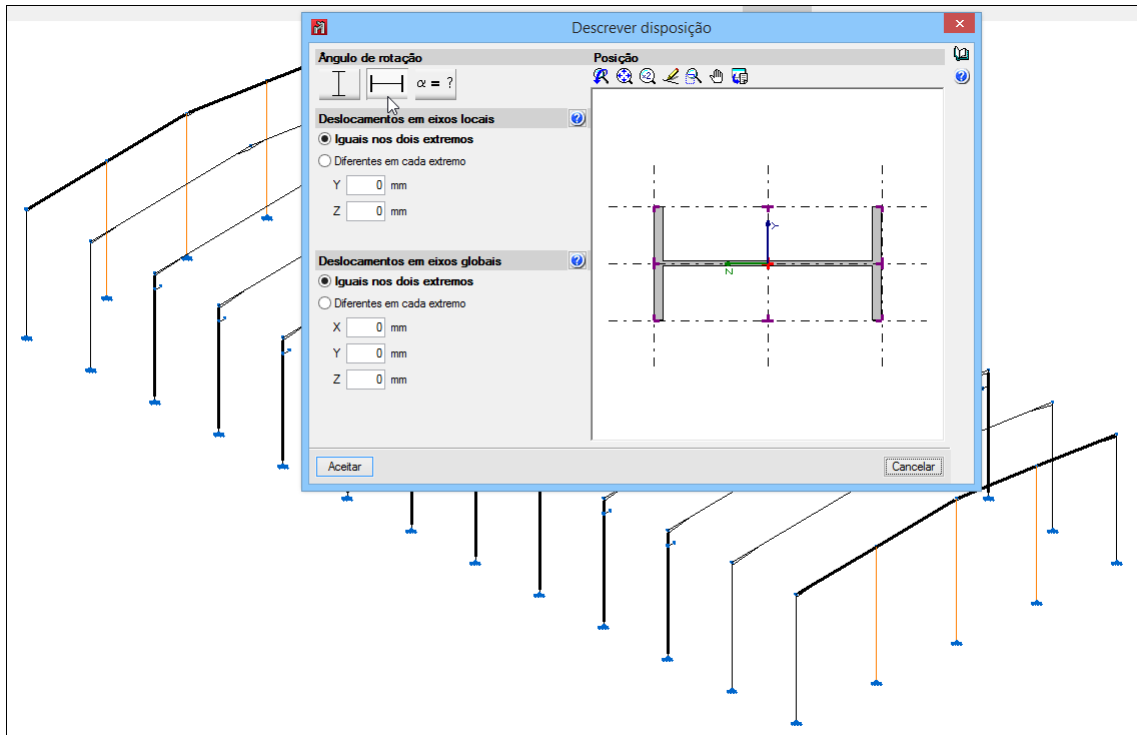 Descrever disposição
Ângulo de rotação
α = ?
Deslocamentos em eixos locais
Iguais nos dois extremos
Diferentes em cada extremo
Y 0 mm
Z 0 mm
Deslocamentos em eixos globais
Iguais nos dois extremos
Diferentes em cada extremo
X 0 mm
Y 0 mm
Z 0 mm
Posição
x2
Y
Z
Aceitar
Cancelar